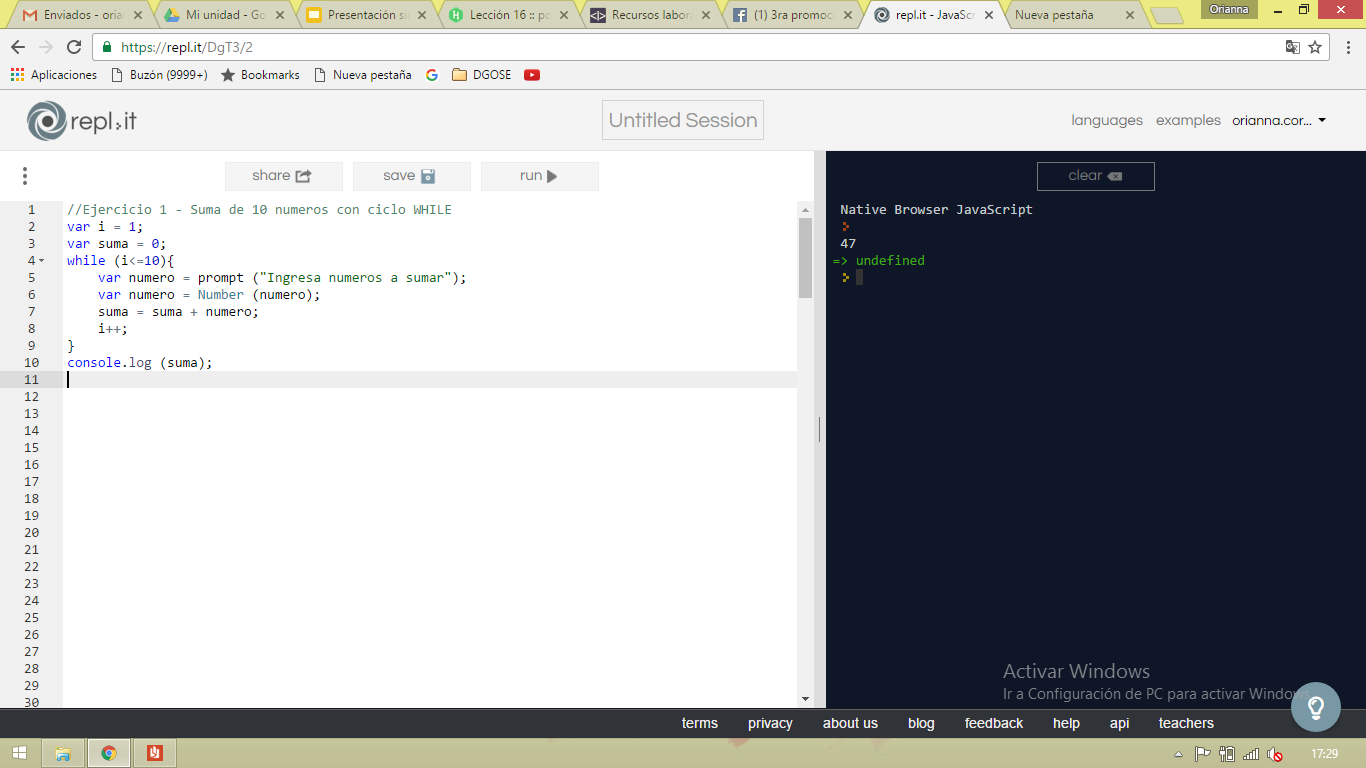 Enviados - oria
Mi unidad - Go
Presentación si
Lección 16 :: po
Recursos labora
(1) 3ra promoc
repl.it - JavaScr
Nueva pestaña
Orianna
https://repl.it/DgT3/2
Aplicaciones
Buzón (9999+)
Bookmarks
Nueva pestaña
DGOSE
repl.it
Untitled Session
languages
examples
orianna.cor...
share
save
run
clear
1 //Ejercicio 1 - Suma de 10 numeros con ciclo WHILE
2 var i = 1;
3 var suma = 0;
4 while (i<=10){
5 var numero = prompt ("Ingresa numeros a sumar");
6 var numero = Number (numero);
7 suma = suma + numero;
8 i++;
9 }
10 console.log (suma);
11
12
13
14
15
16
17
18
19
20
21
22
23
24
25
26
27
28
29
30
Native Browser JavaScript
47
=> undefined
Activar Windows
Ir a Configuración de PC para activar Windows.
terms
privacy
about us
blog
feedback
help
api
teachers
17:29